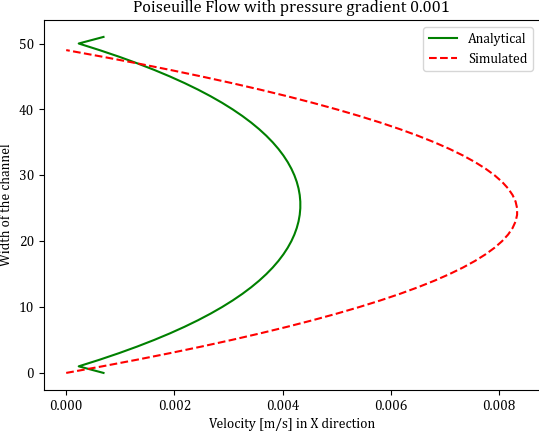 Poiseuille Flow with pressure gradient 0.001
Analytical
Simulated
Width of the channel
50
40
30
20
10
0
0.000 0.002 0.004 0.006 0.008
Velocity [m/s] in X direction